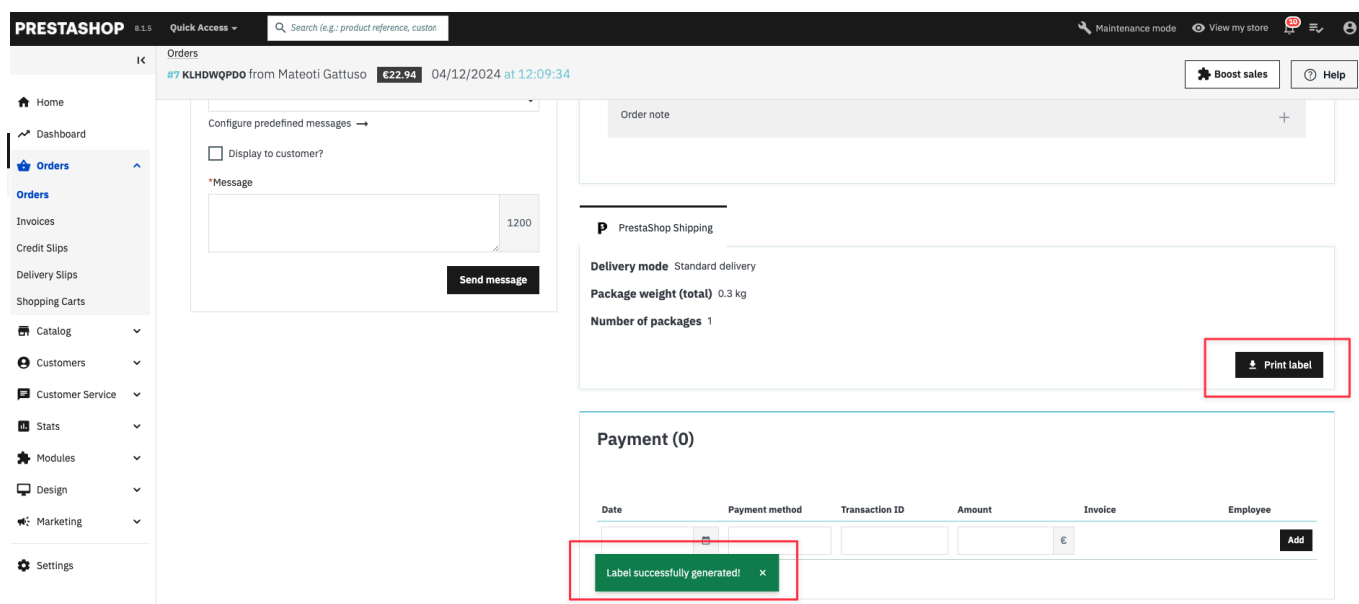 PRESTASHOP 8.1.5 Quick Access Search (e.g.: product reference, custon Maintenance mode View my store 10
Orders
#7 KLHDWQPDO from Mateoti Gattuso €22.94 04/12/2024 at 12:09:34
Boost sales
Help
Home
Dashboard
Orders
Orders
Invoices
Credit Slips
Delivery Slips
Shopping Carts
Catalog
Customers
Customer Service
Stats
Modules
Design
Marketing
Settings
Configure predefined messages →
Display to customer?
*Message
1200
Send message
Order note
PrestaShop Shipping
Delivery mode Standard delivery
Package weight (total) 0.3 kg
Number of packages 1
Print label
Payment (0)
Date Payment method Transaction ID Amount Invoice Employee
€ Add
Label successfully generated! ×